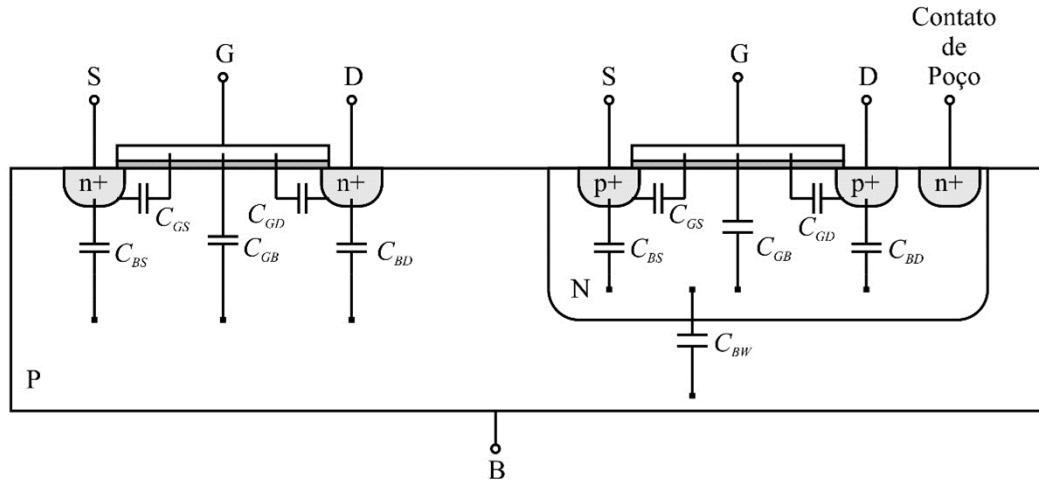 Contato
de
Poço
S
G
D
S
G
D
n+
n+
p+
p+
n+
C_GS
C_GD
C_BS
C_GB
C_BD
C_GS
C_GD
C_BS
C_GB
C_BD
N
C_BW
P
B